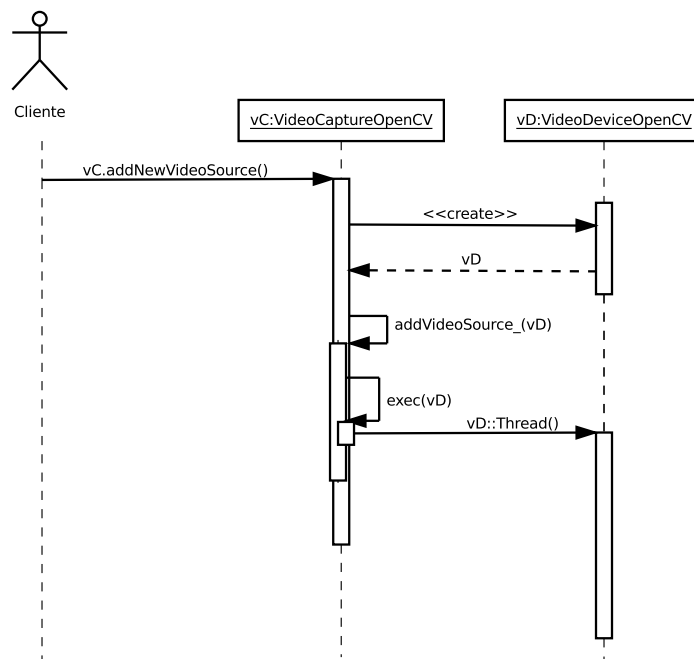 Cliente
vC:VideoCaptureOpenCV
vD:VideoDeviceOpenCV
vC.addNewVideoSource()
<<create>>
vD
addVideoSource_(vD)
exec(vD)
vD::Thread()